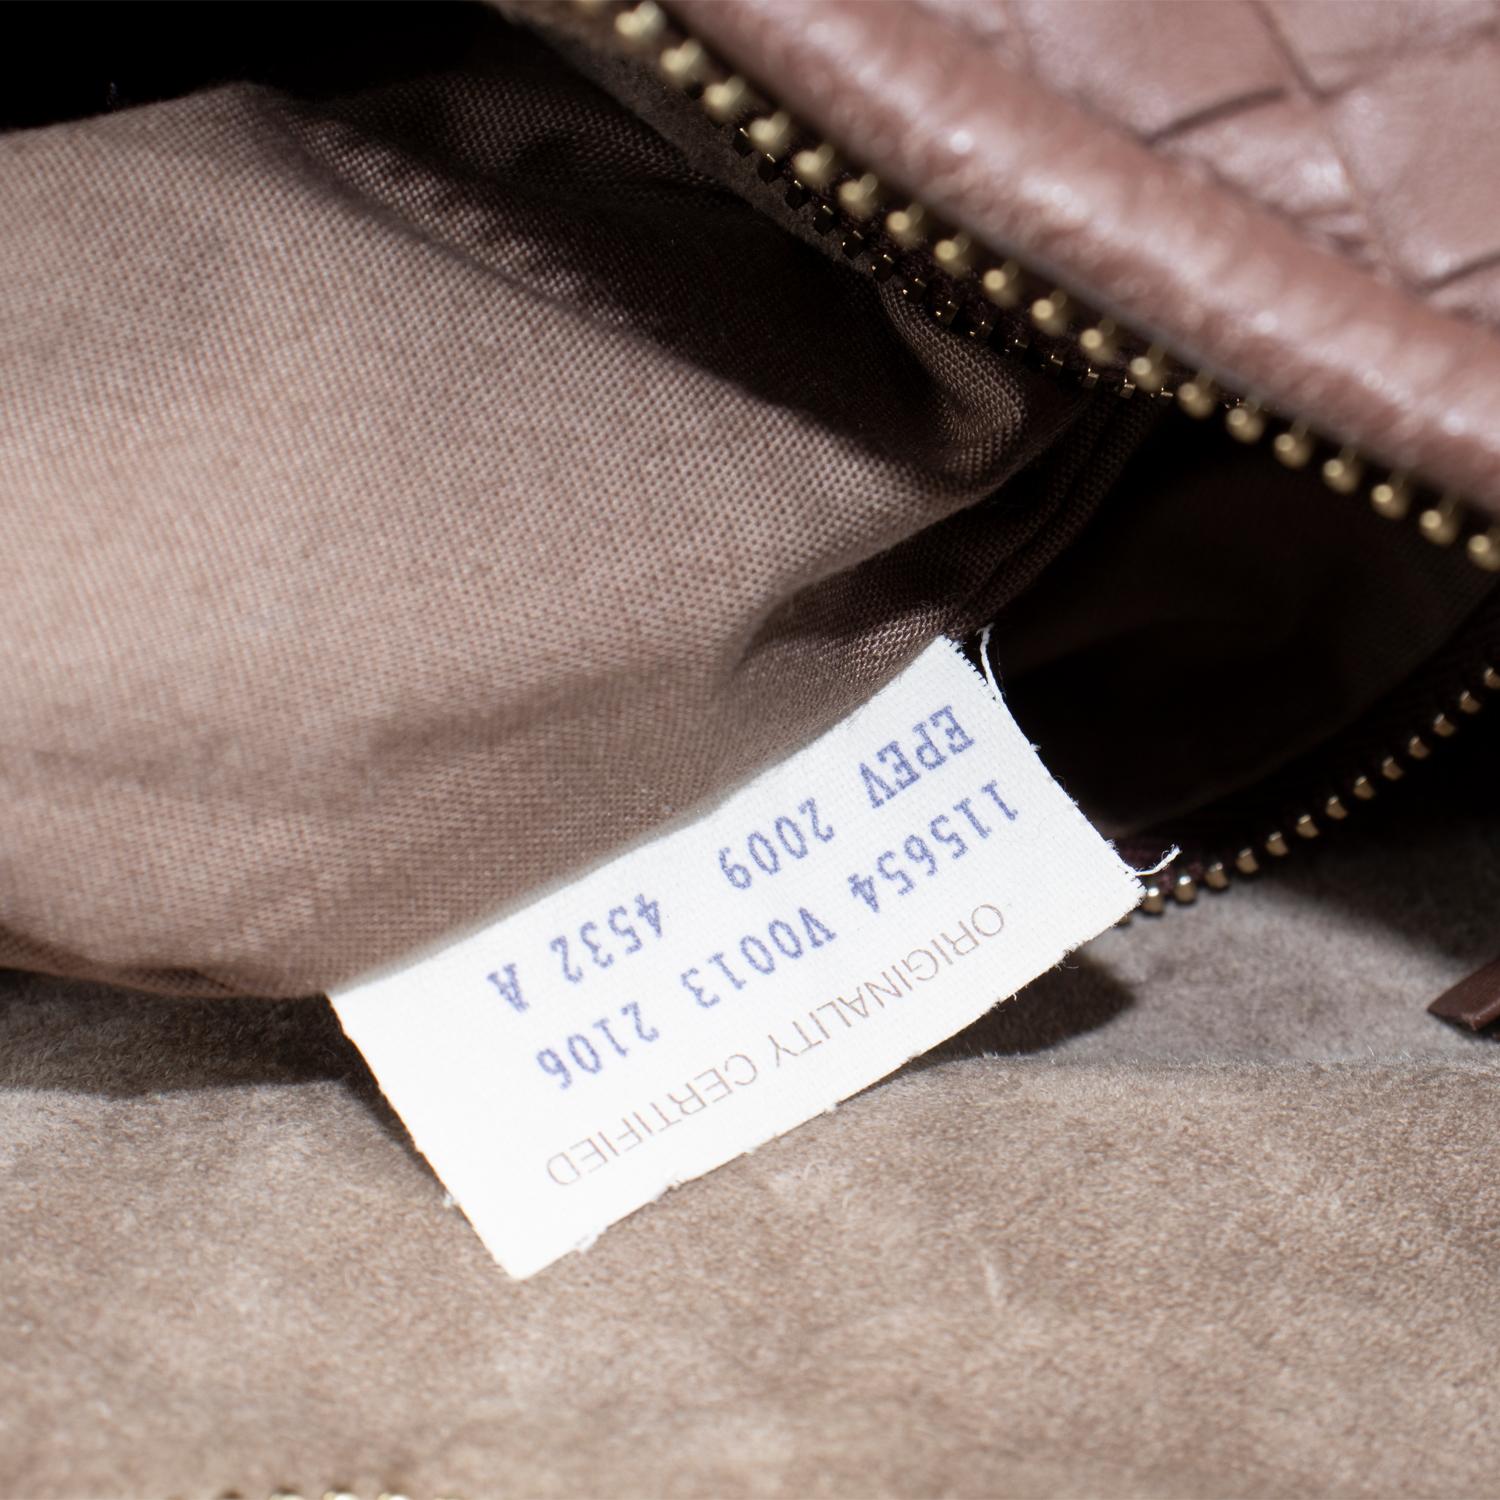 ORIGINALITY CERTIFIED
115654 V0013 2106
EPEV 2009 4532 A